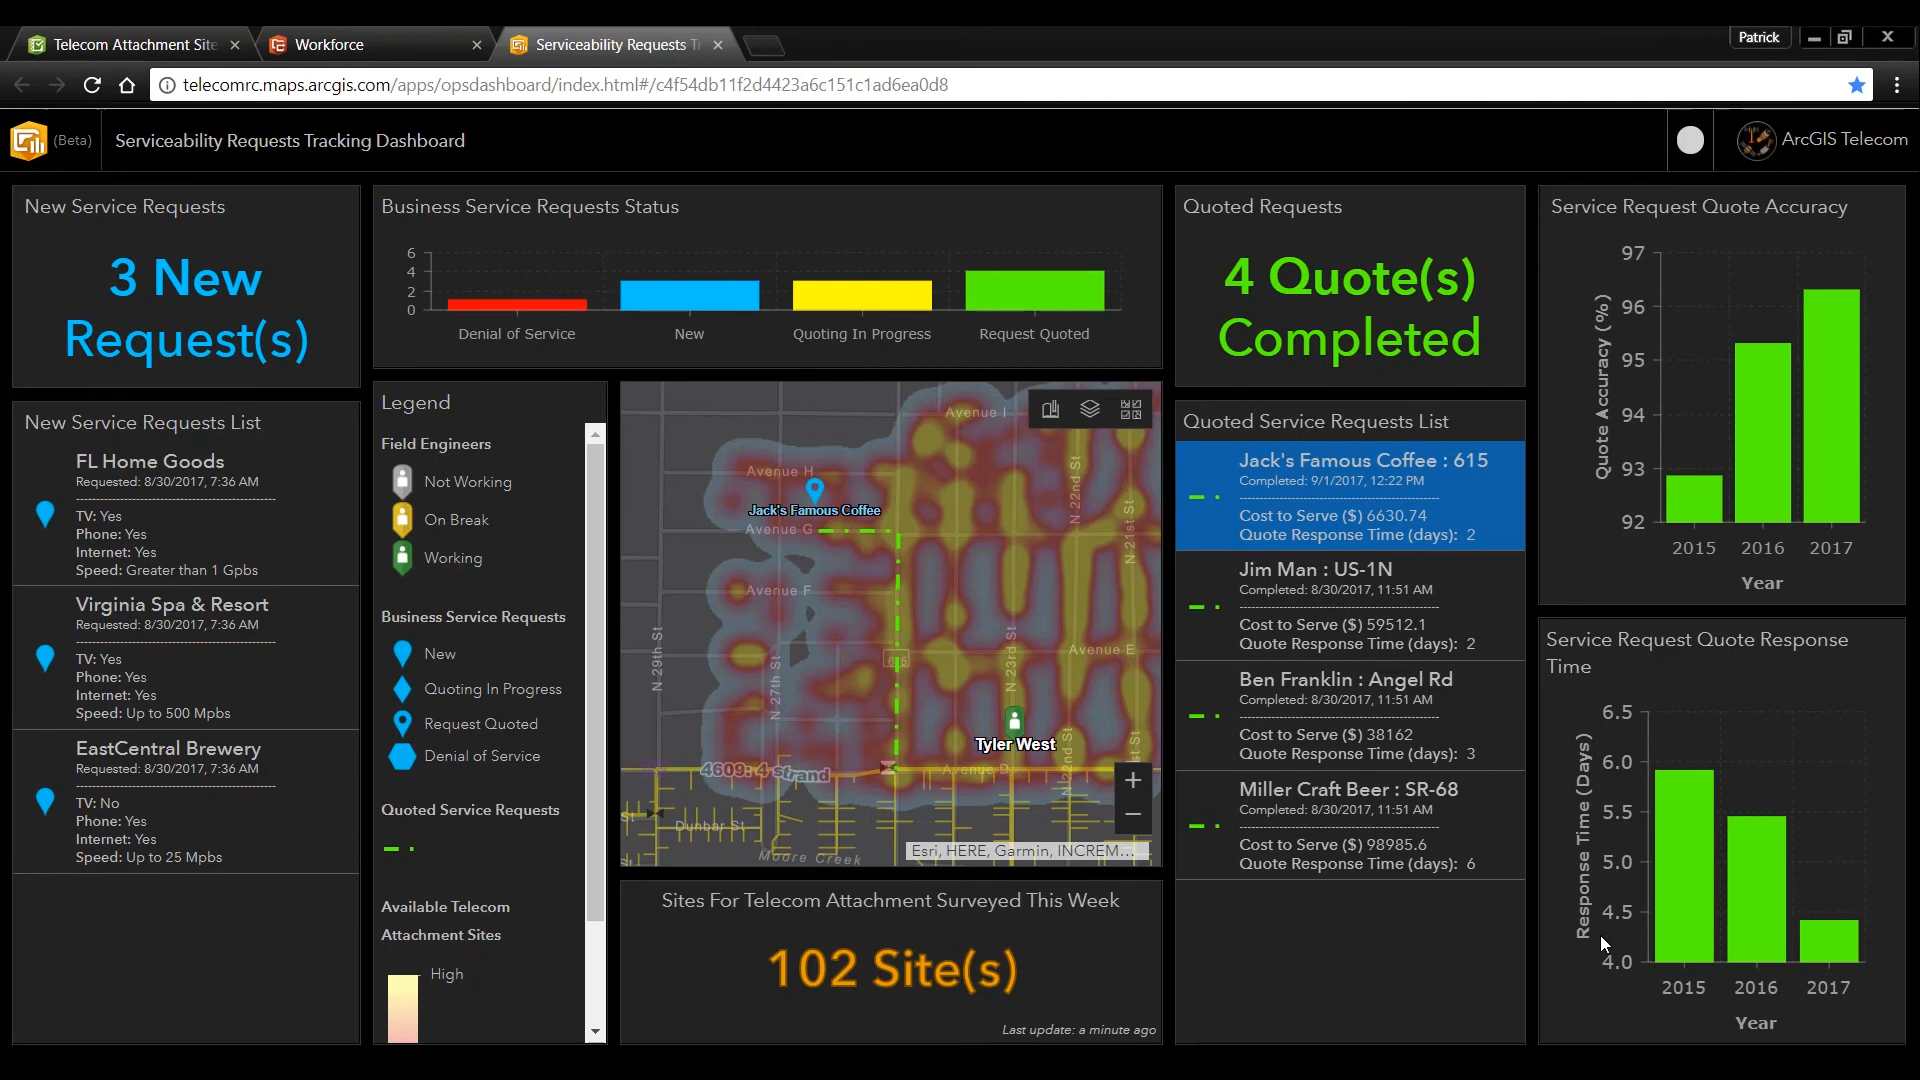 Telecom Attachment Site
Workforce
Serviceability Requests T
Patrick
telecomrc.maps.arcgis.com/apps/opsdashboard/index.html#/c4f54db11f2d4423a6c151c1ad6ea0d8
(Beta)
Serviceability Requests Tracking Dashboard
ArcGIS Telecom
New Service Requests
3 New
Request(s)
New Service Requests List
FL Home Goods
Requested: 8/30/2017, 7:36 AM
TV: Yes
Phone: Yes
Internet: Yes
Speed: Greater than 1 Gpbs
Virginia Spa & Resort
Requested: 8/30/2017, 7:36 AM
TV: Yes
Phone: Yes
Internet: Yes
Speed: Up to 500 Mpbs
EastCentral Brewery
Requested: 8/30/2017, 7:36 AM
TV: No
Phone: Yes
Internet: Yes
Speed: Up to 25 Mpbs
Business Service Requests Status
6
4
2
0
Denial of Service
New
Quoting In Progress
Request Quoted
Legend
Field Engineers
Not Working
On Break
Working
Business Service Requests
New
Quoting In Progress
Request Quoted
Denial of Service
Quoted Service Requests
Available Telecom
Attachment Sites
High
Avenue I
Avenue H
Jack's Famous Coffee
Avenue G
Avenue F
Avenue E
Avenue D
N 29th St
N 27th St
N 23rd St
N 22nd St
N 22nd St
N 21st St
st St
615
Tyler West
4609: 4 strand
St
Dunbar St
St
Moore Creek
Esri, HERE, Garmin, INCREM...
Sites For Telecom Attachment Surveyed This Week
102 Site(s)
Last update: a minute ago
Quoted Requests
4 Quote(s)
Completed
Quoted Service Requests List
Jack's Famous Coffee : 615
Completed: 9/1/2017, 12:22 PM
Cost to Serve ($) 6630.74
Quote Response Time (days): 2
Jim Man : US-1N
Completed: 8/30/2017, 11:51 AM
Cost to Serve ($) 59512.1
Quote Response Time (days): 2
Ben Franklin : Angel Rd
Completed: 8/30/2017, 11:51 AM
Cost to Serve ($) 38162
Quote Response Time (days): 3
Miller Craft Beer : SR-68
Completed: 8/30/2017, 11:51 AM
Cost to Serve ($) 98985.6
Quote Response Time (days): 6
Service Request Quote Accuracy
Quote Accuracy (%)
97
96
95
94
93
92
2015 2016 2017
Year
Service Request Quote Response
Time
Response Time (Days)
6.5
6.0
5.5
5.0
4.5
4.0
2015 2016 2017
Year